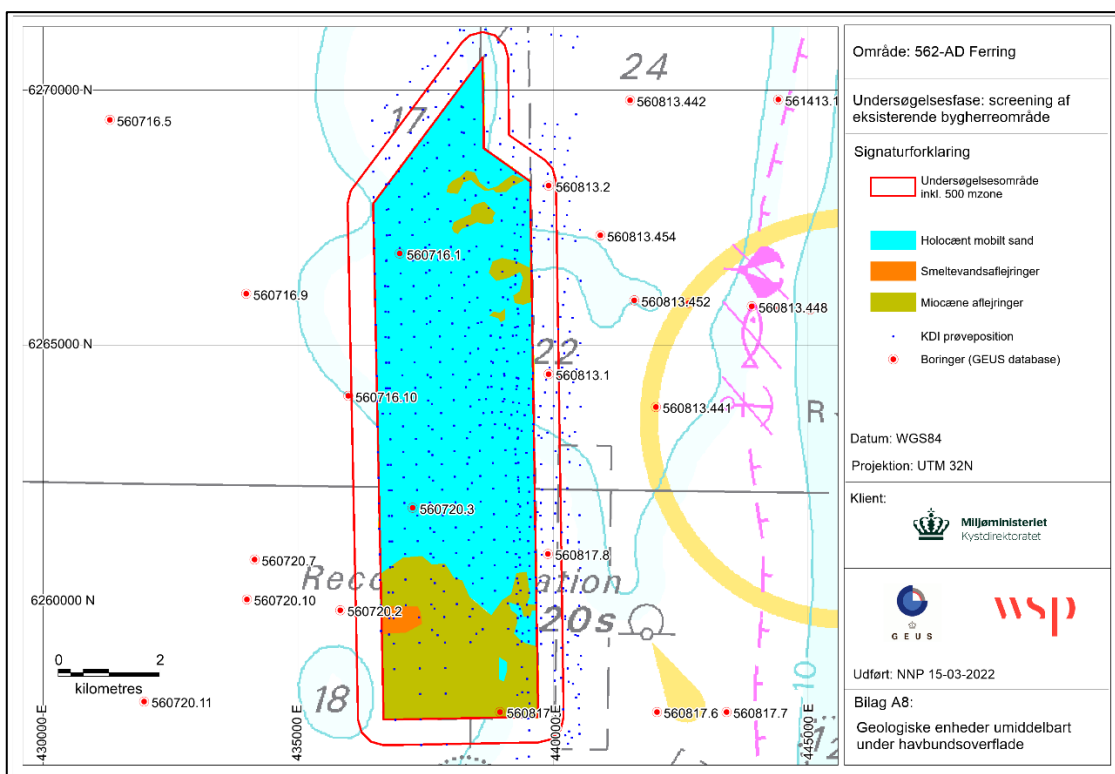 6270000 N
6265000 N
6260000 N
430000 E
435000 E
440000 E
445000 E
24
17
22
18
20s
10
12
R
560716.5
560813.442
561413.1
560813.2
560813.454
560716.1
560716.9
560813.452
560813.448
560813.1
560716.10
560813.441
560720.3
560817.8
560720.7
560720.10
560720.2
560720.11
560817
560817.6
560817.7
0
2
kilometres
Område: 562-AD Ferring
Undersøgelsesfase: screening af
eksisterende bygherreområde
Signaturforklaring
Undersøgelsesområde
inkl. 500 mzone
Holocænt mobilt sand
Smeltevandsaflejringer
Miocæne aflejringer
KDI prøveposition
Boringer (GEUS database)
Datum: WGS84
Projektion: UTM 32N
Klient:
Miljøministeriet
Kystdirektoratet
GEUS
wsp
Udført: NNP 15-03-2022
Bilag A8:
Geologiske enheder umiddelbart
under havbundsoverflade